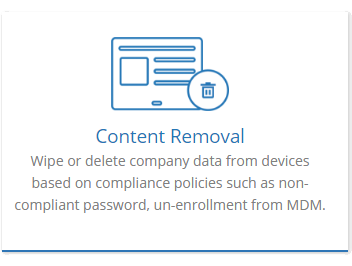 Content Removal
Wipe or delete company data from devices
based on compliance policies such as non-
compliant password, un-enrollment from MDM.